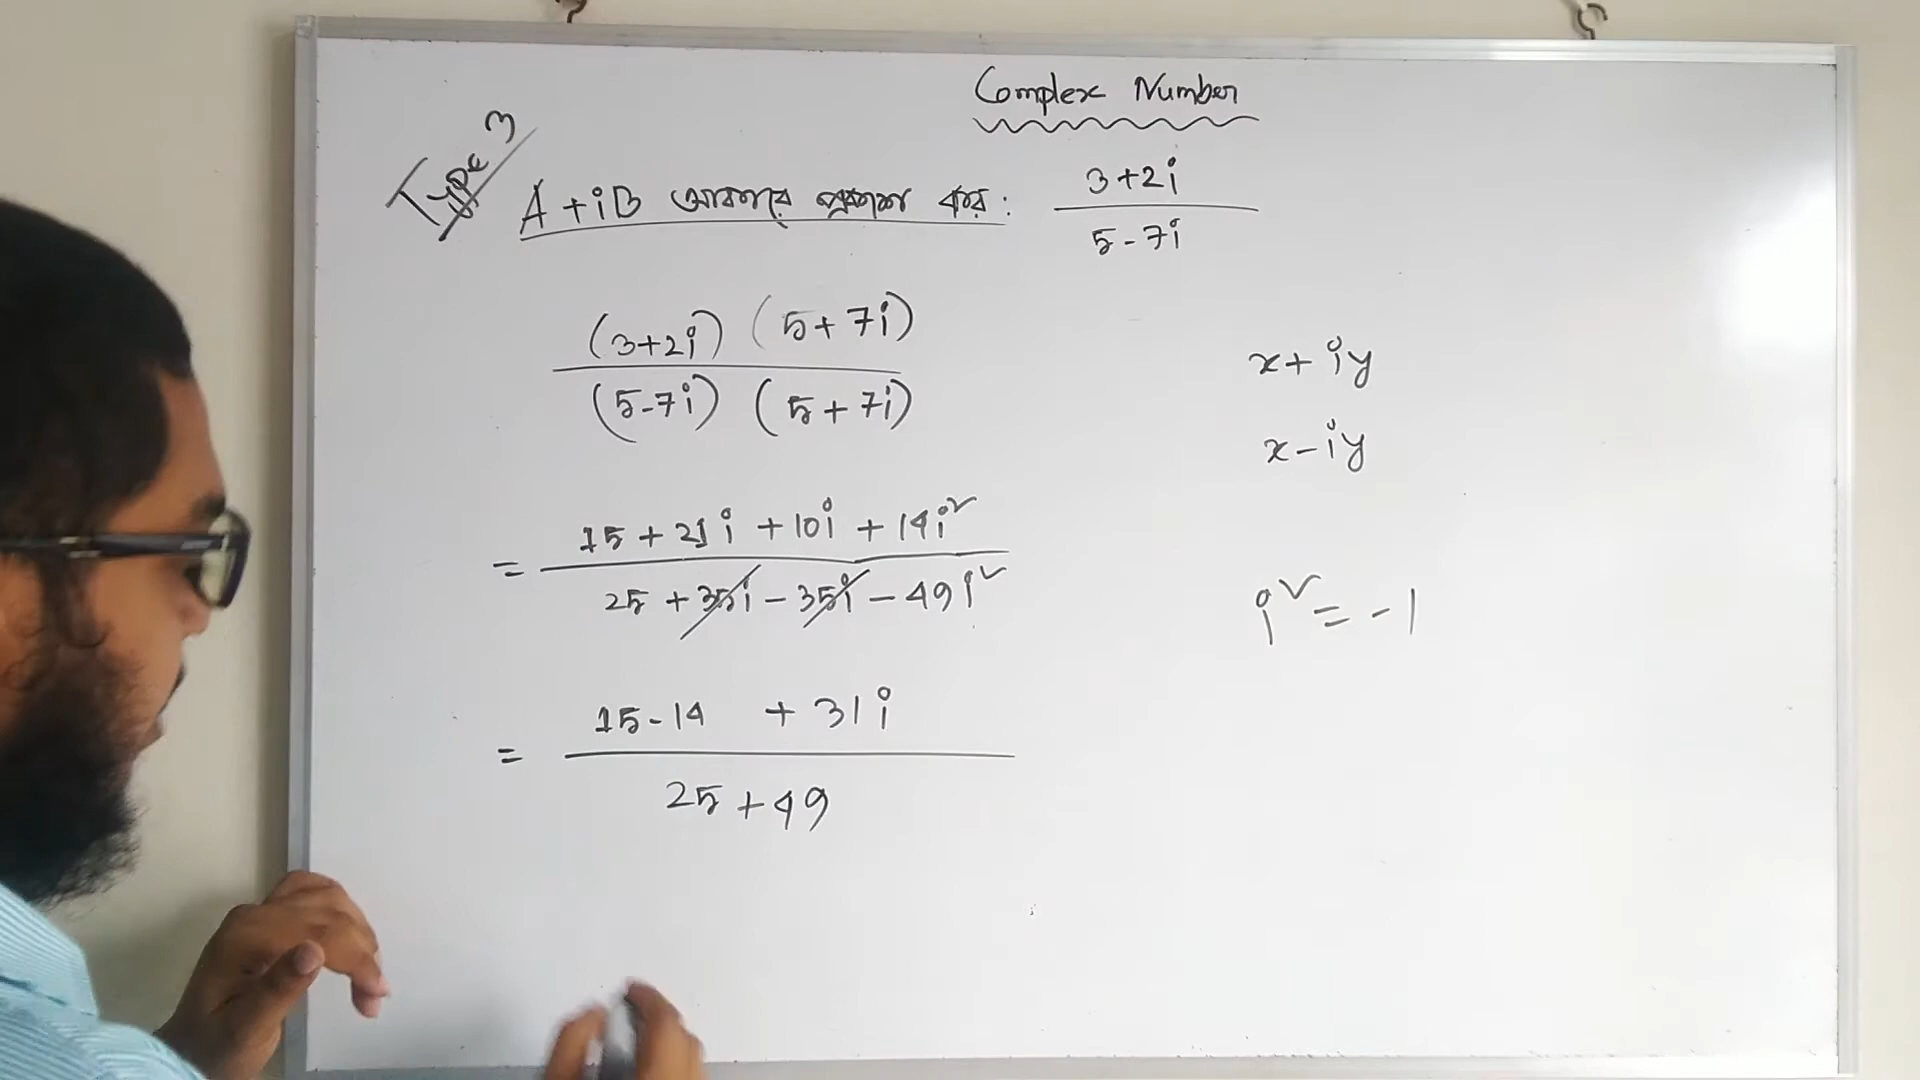 Complex Number
Type 3
A+iB আকারে প্রকাশ কর: (3+2i)/(5-7i)
((3+2i) (5+7i))/((5-7i) (5+7i))
x+iy
x-iy
= (15+21i+10i+14i²)/(25+35i-35i-49i²)
i² = -1
= (15-14 +31i)/(25+49)